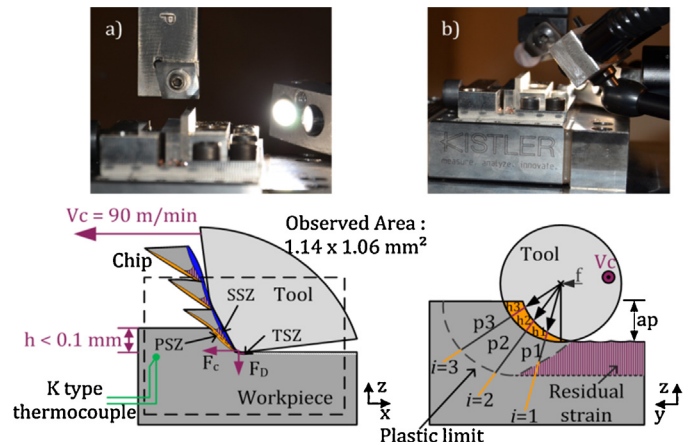 a)
b)
KISTLER
measure. analyze. innovate.
Vc = 90 m/min
Observed Area :
1.14 x 1.06 mm²
Chip
Tool
SSZ
TSZ
h < 0.1 mm
PSZ
Fc
FD
K type
thermocouple
Workpiece
z
x
Tool
Vc
f
h3
h2
h1
ap
p3
p2
p1
i=3
i=2
i=1
Residual
strain
Plastic limit
z
y